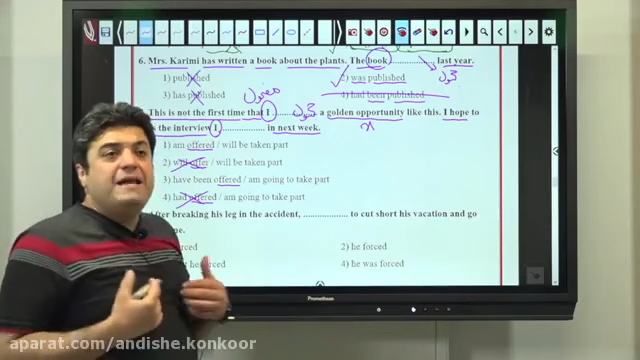 6. Mrs. Karimi has written a book about the plants. The book .............. last year.
1) published 2) was published
3) has published 4) had been published
مجهول
مجهول
مجهول
This is not the first time that I .............. a golden opportunity like this. I hope to
s the interview I .............. in next week.
1) am offered / will be taken part
2) will offer / will be taken part
3) have been offered / am going to take part
4) had offered / am going to take part
After breaking his leg in the accident, .................. to cut short his vacation and go
2) he forced
4) he was forced
Promethean
aparat.com/andishe.konkoor